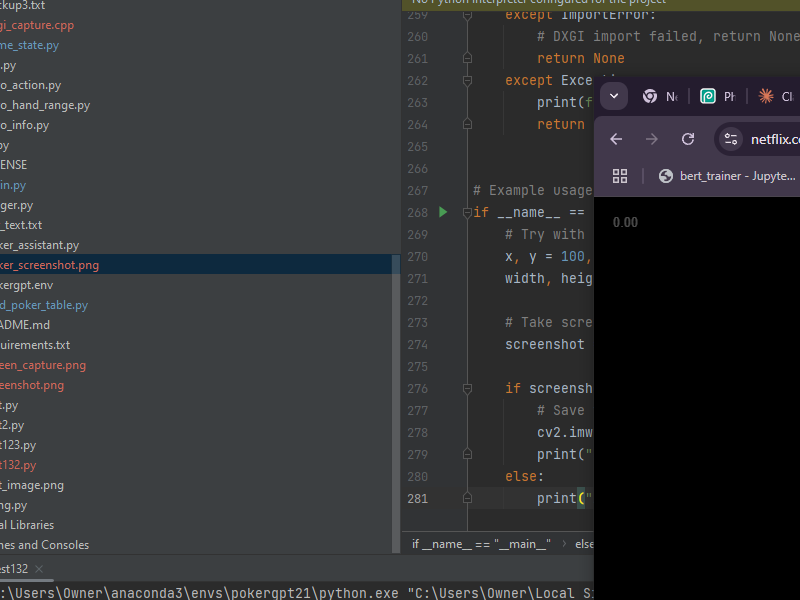 ckup3.txt
gi_capture.cpp
me_state.py
.py
o_action.py
o_hand_range.py
o_info.py
py
ENSE
in.py
ger.py
_text.txt
ker_assistant.py
ker_screenshot.png
kergpt.env
d_poker_table.py
ADME.md
uirements.txt
een_capture.png
eenshot.png
t.py
t2.py
t123.py
t132.py
t_image.png
ng.py
al Libraries
hes and Consoles
No Python interpreter configured for the project
259 except ImportError:
260 # DXGI import failed, return None
261 return None
262 except Exce
263 print(f
264 return
265
266
267 # Example usage
268 if __name__ ==
269 # Try with
270 x, y = 100,
271 width, heig
272
273 # Take scre
274 screenshot
275
276 if screensh
277 # Save
278 cv2.imw
279 print("
280 else:
281 print("
if __name__ == "__main__" › else
Ne
Ph
Cl
netflix.co
bert_trainer - Jupyte...
0.00
est132 ×
:\Users\Owner\anaconda3\envs\pokergpt21\python.exe "C:\Users\Owner\Local Si